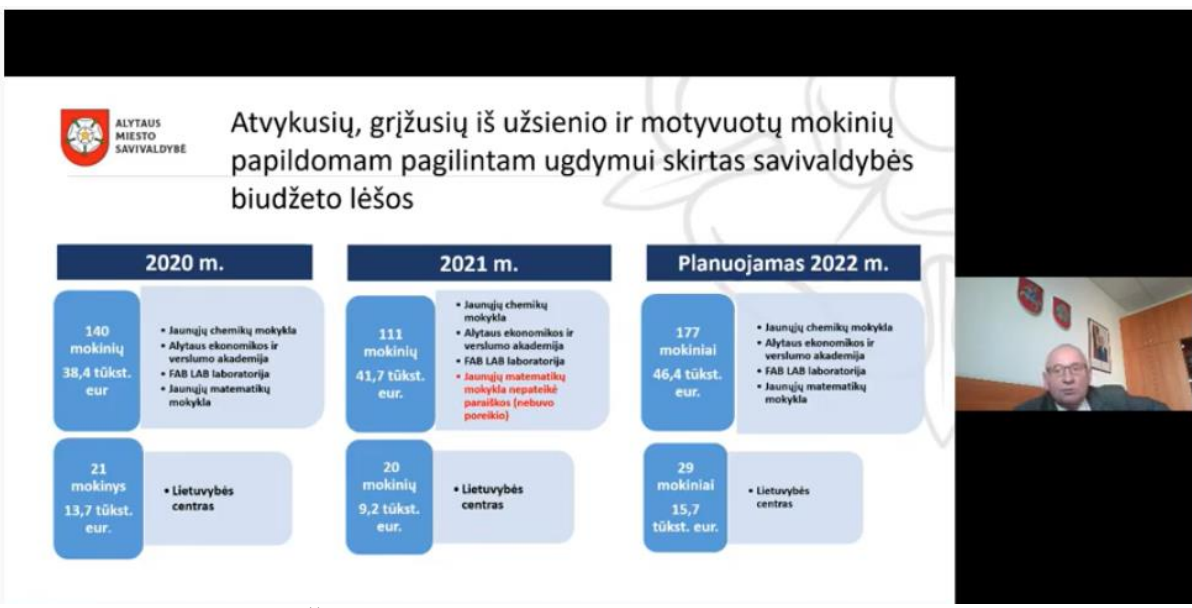 ALYTAUS
MIESTO
SAVIVALDYBĖ
Atvykusių, grįžusių iš užsienio ir motyvuotų mokinių
papildomam pagilintam ugdymui skirtas savivaldybės
biudžeto lėšos
2020 m.
140
mokinių
38,4 tūkst.
eur
▪ Jaunųjų chemikų mokykla
▪ Alytaus ekonomikos ir
verslumo akademija
▪ FAB LAB laboratorija
▪ Jaunųjų matematikų
mokykla
21
mokinys
13,7 tūkst.
eur.
• Lietuvybės
centras
2021 m.
111
mokinių
41,7 tūkst.
eur.
▪ Jaunųjų chemikų
mokykla
▪ Alytaus ekonomikos ir
verslumo akademija
▪ FAB LAB laboratorija
▪ Jaunųjų matematikų
mokykla nepateikė
paraiškos (nebuvo
poreikio)
20
mokinių
9,2 tūkst.
eur.
• Lietuvybės
centras
Planuojamas 2022 m.
177
mokiniai
46,4 tūkst.
eur.
▪ Jaunųjų chemikų mokykla
▪ Alytaus ekonomikos ir
verslumo akademija
▪ FAB LAB laboratorija
▪ Jaunųjų matematikų
mokykla
29
mokiniai
15,7
tūkst. eur.
• Lietuvybės
centras